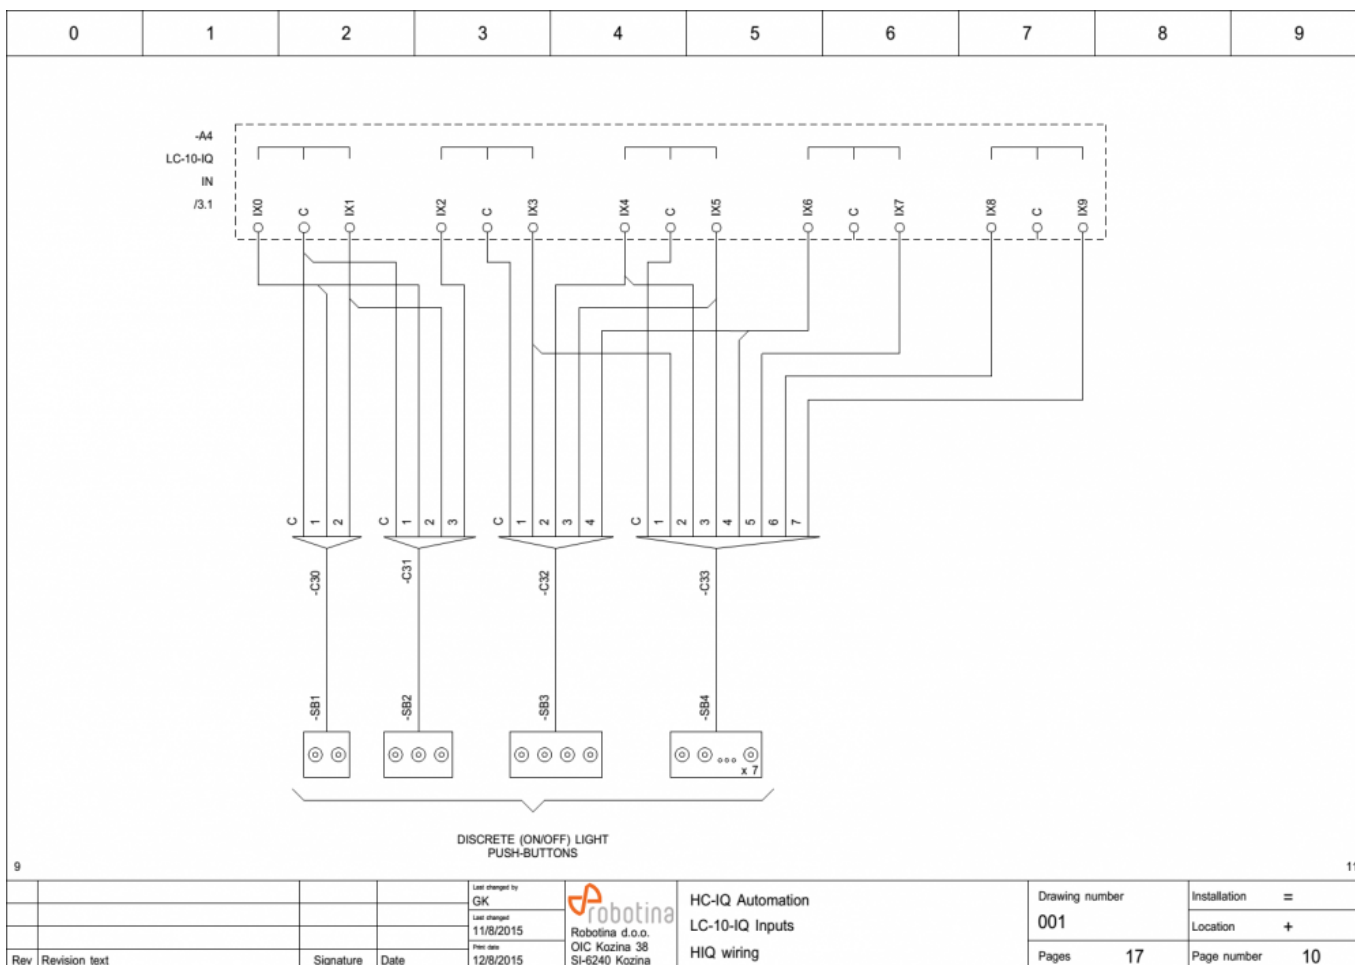 0 1 2 3 4 5 6 7 8 9
-A4
LC-10-IQ
IN
/3.1
IX0 C IX1 IX2 C IX3 IX4 C IX5 IX6 C IX7 IX8 C IX9
C 1 2 C 1 2 3 C 1 2 3 4 C 1 2 3 4 5 6 7
-C30 -C31 -C32 -C33
-SB1 -SB2 -SB3 -SB4
x 7
DISCRETE (ON/OFF) LIGHT
PUSH-BUTTONS
9 11
Last changed by
GK
Last changed
11/8/2015
Print date
12/8/2015
Rev Revision text Signature Date
robotina
Robotina d.o.o.
OIC Kozina 38
SI-6240 Kozina
HC-IQ Automation
LC-10-IQ Inputs
HIQ wiring
Drawing number
001
Pages 17
Installation =
Location +
Page number 10